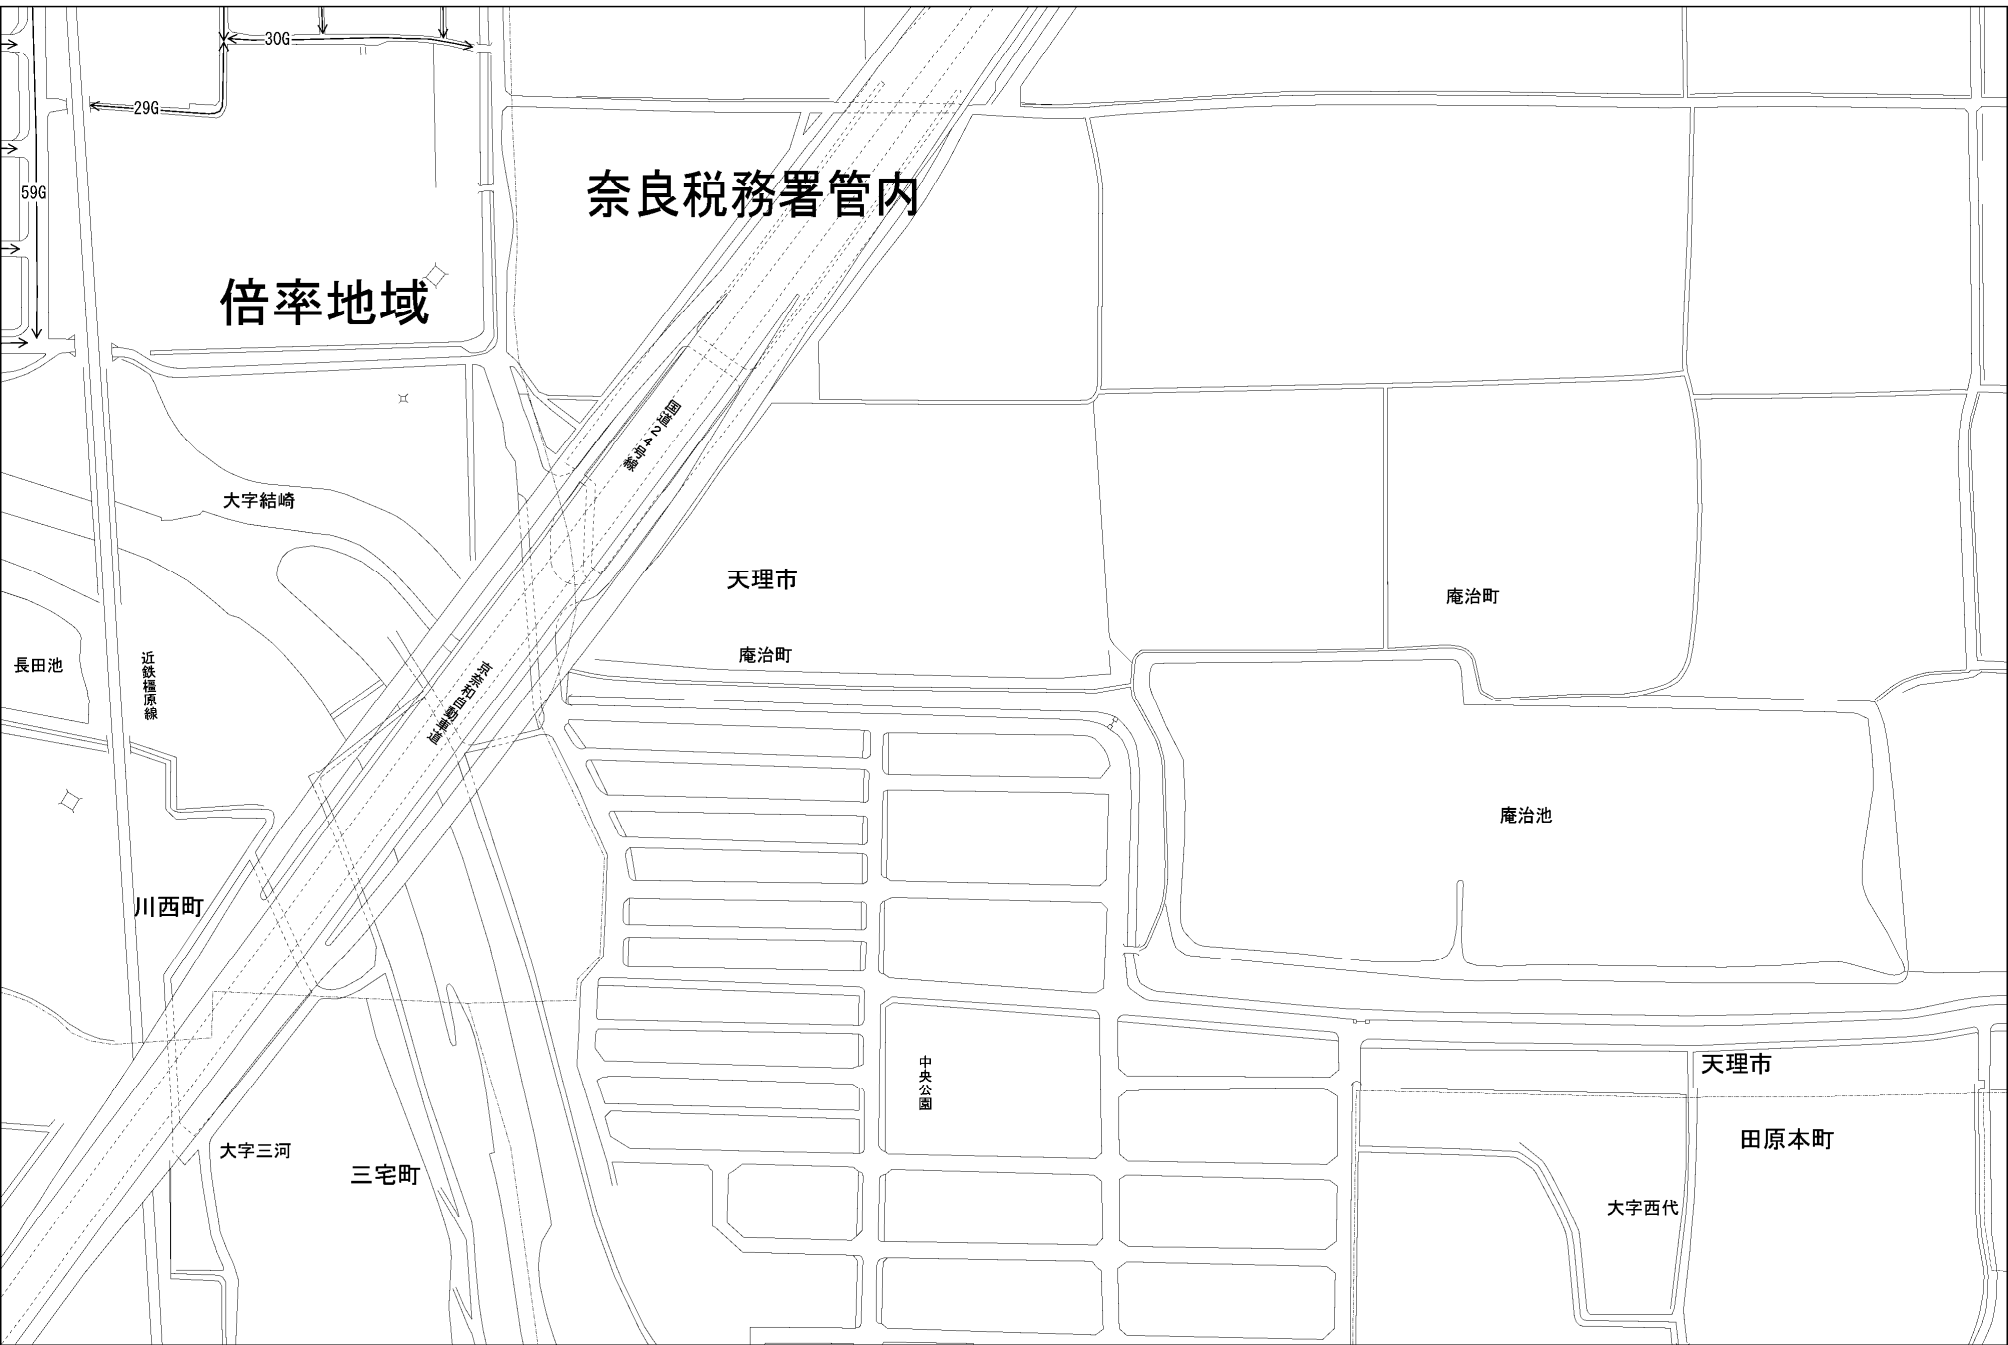 30G
29G
59G
奈良税務署管内
倍率地域
国道24号線
大字結崎
天理市
庵治町
庵治町
長田池
近鉄橿原線
京奈和自動車道
庵治池
川西町
中央公園
天理市
田原本町
大字三河
三宅町
大字西代